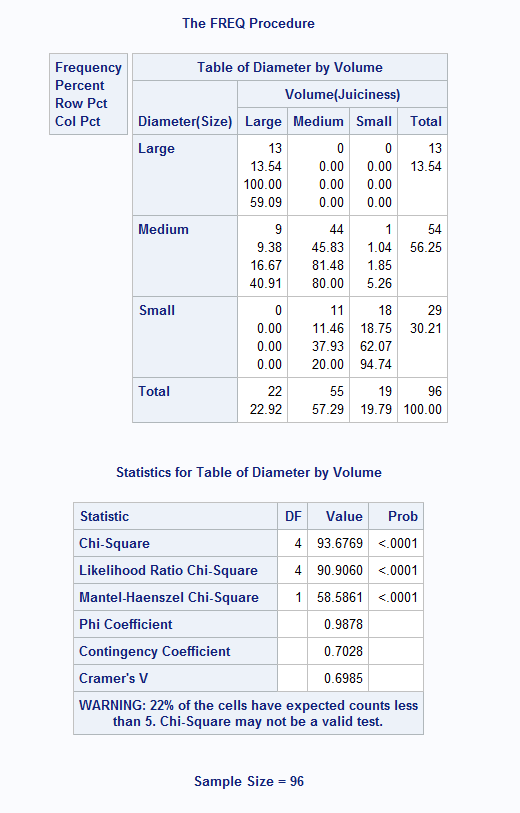 The FREQ Procedure
Frequency
Percent
Row Pct
Col Pct
Table of Diameter by Volume
Volume(Juiciness)
Diameter(Size) Large Medium Small Total
Large 13 0 0 13
13.54 0.00 0.00 13.54
100.00 0.00 0.00
59.09 0.00 0.00
Medium 9 44 1 54
9.38 45.83 1.04 56.25
16.67 81.48 1.85
40.91 80.00 5.26
Small 0 11 18 29
0.00 11.46 18.75 30.21
0.00 37.93 62.07
0.00 20.00 94.74
Total 22 55 19 96
22.92 57.29 19.79 100.00
Statistics for Table of Diameter by Volume
Statistic DF Value Prob
Chi-Square 4 93.6769 <.0001
Likelihood Ratio Chi-Square 4 90.9060 <.0001
Mantel-Haenszel Chi-Square 1 58.5861 <.0001
Phi Coefficient 0.9878
Contingency Coefficient 0.7028
Cramer's V 0.6985
WARNING: 22% of the cells have expected counts less
than 5. Chi-Square may not be a valid test.
Sample Size = 96